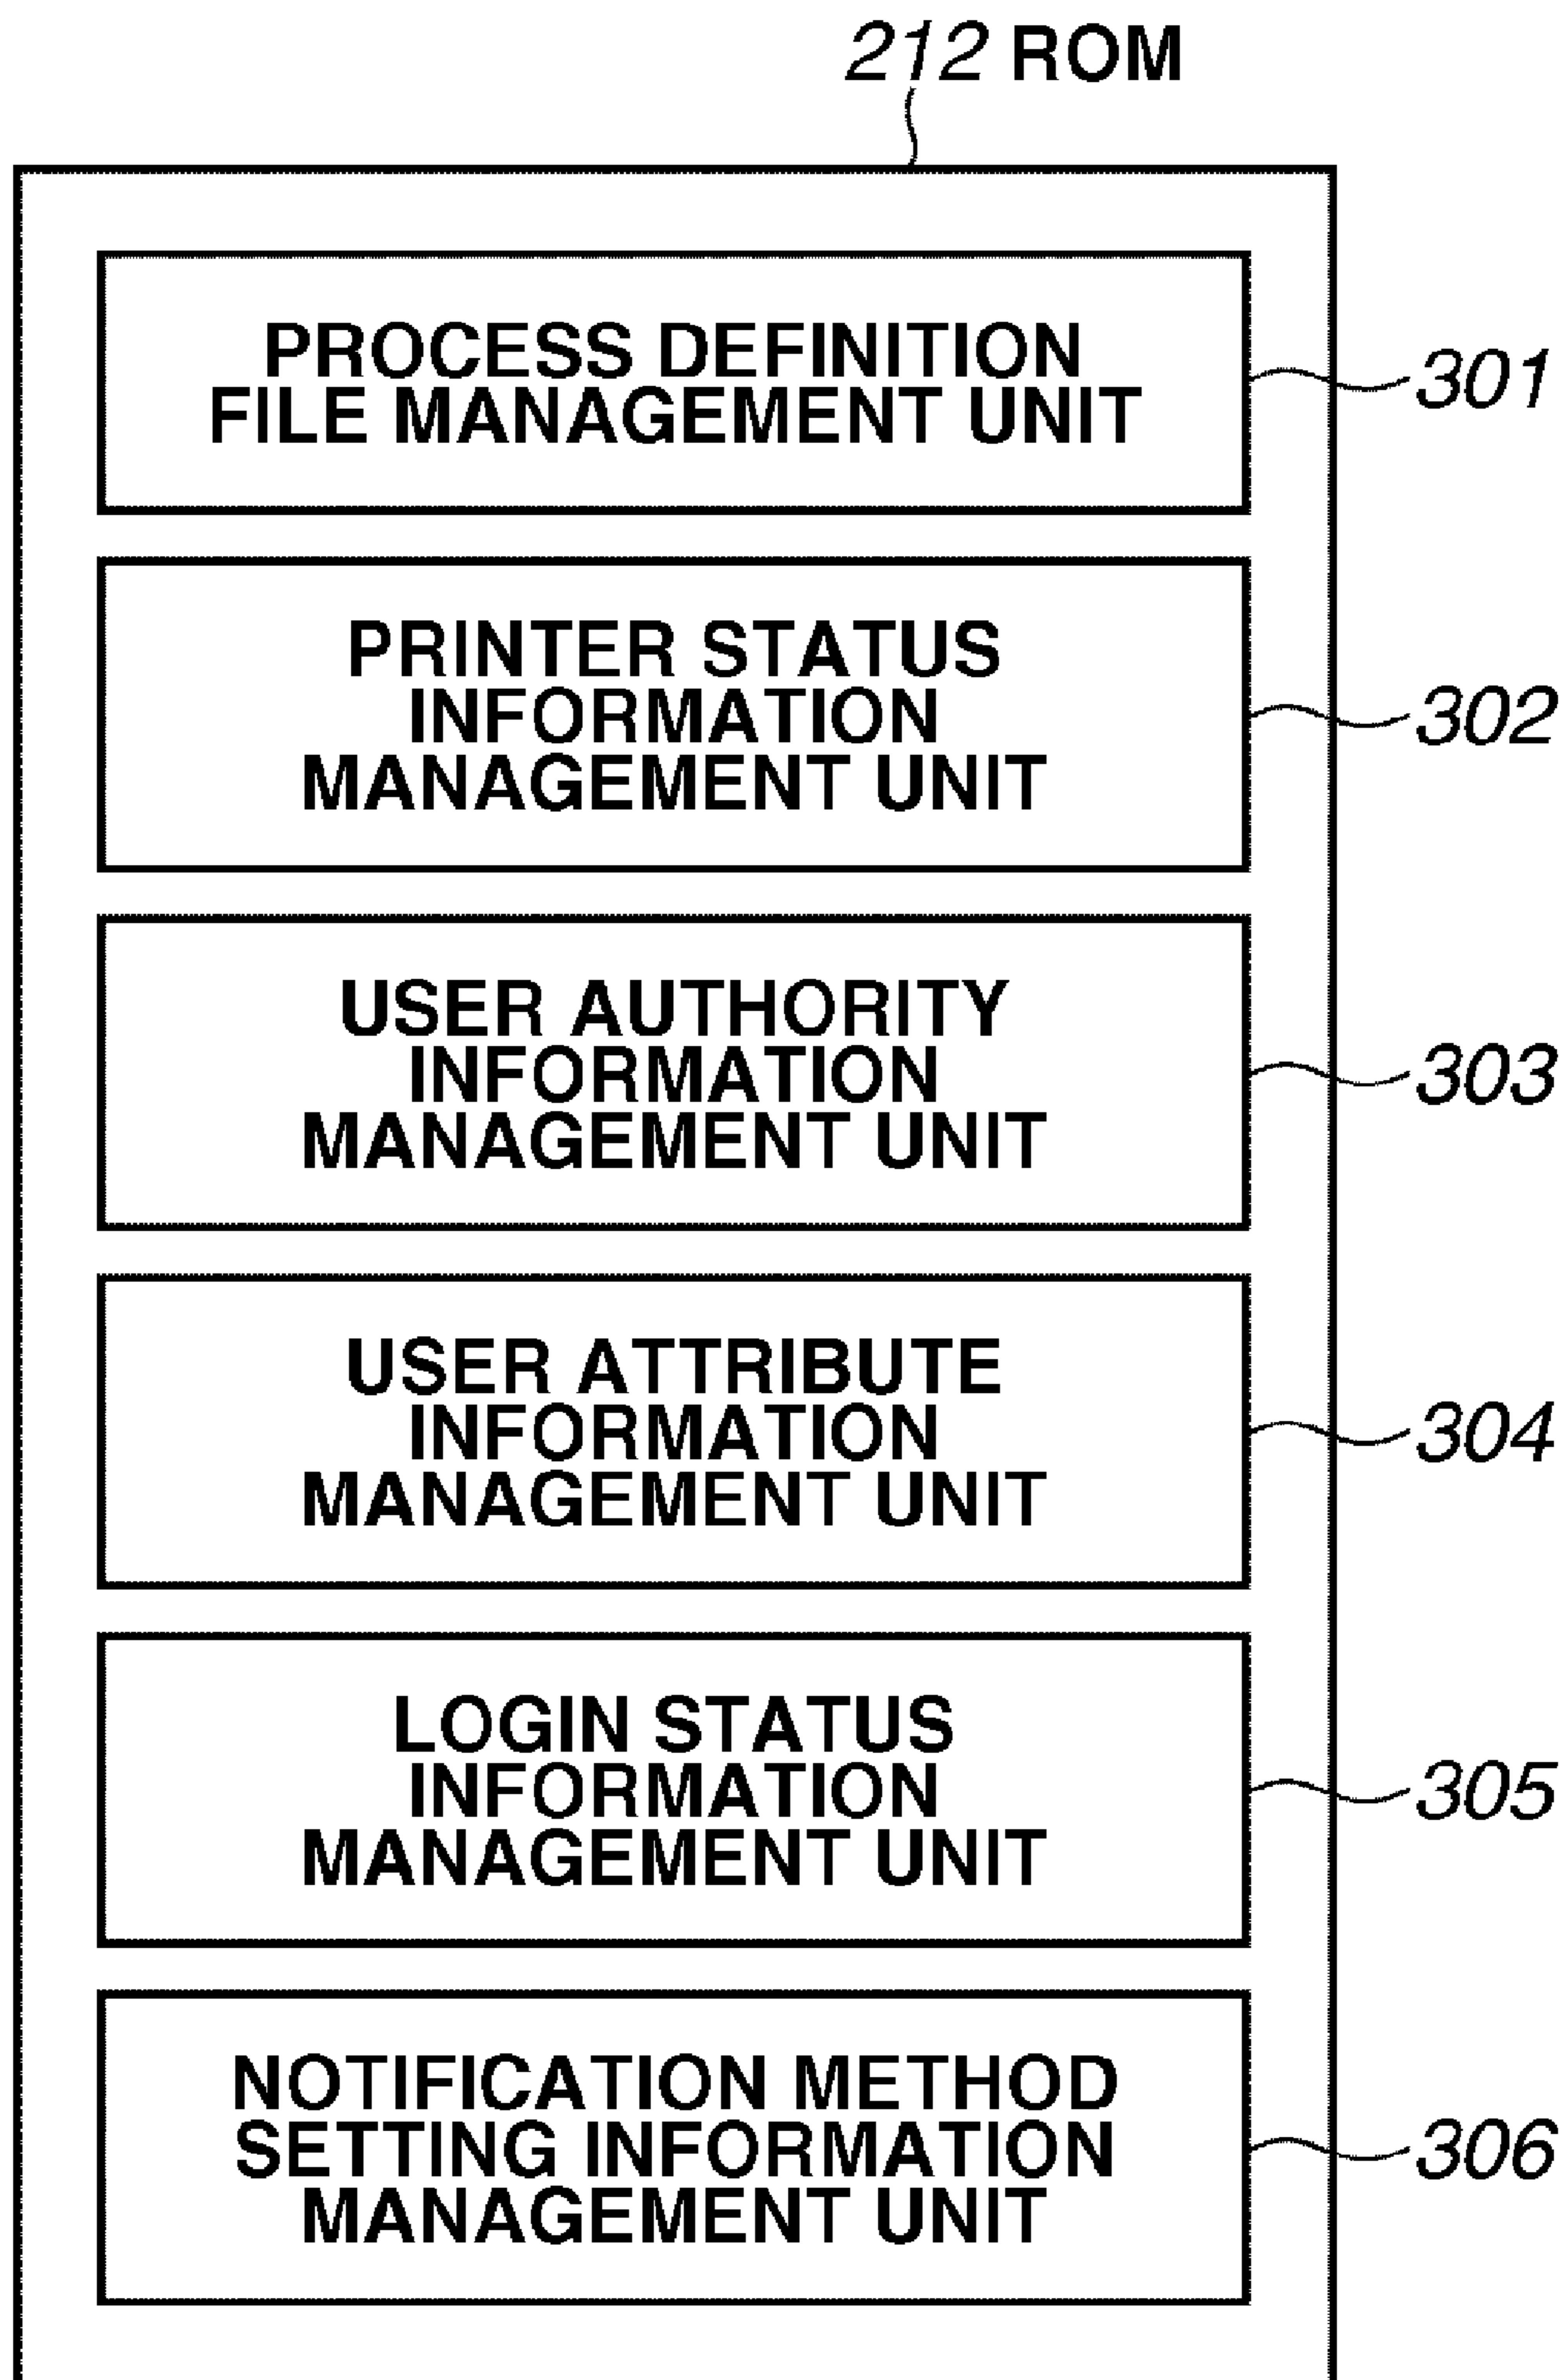 212 ROM
PROCESS DEFINITION
FILE MANAGEMENT UNIT
301
PRINTER STATUS
INFORMATION
MANAGEMENT UNIT
302
USER AUTHORITY
INFORMATION
MANAGEMENT UNIT
303
USER ATTRIBUTE
INFORMATION
MANAGEMENT UNIT
304
LOGIN STATUS
INFORMATION
MANAGEMENT UNIT
305
NOTIFICATION METHOD
SETTING INFORMATION
MANAGEMENT UNIT
306